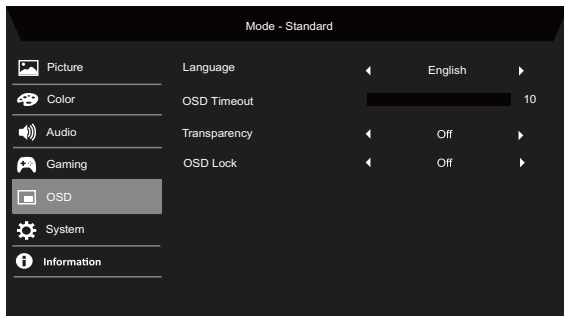 Mode - Standard
Picture
Color
Audio
Gaming
OSD
System
Information
Language English
OSD Timeout 10
Transparency Off
OSD Lock Off